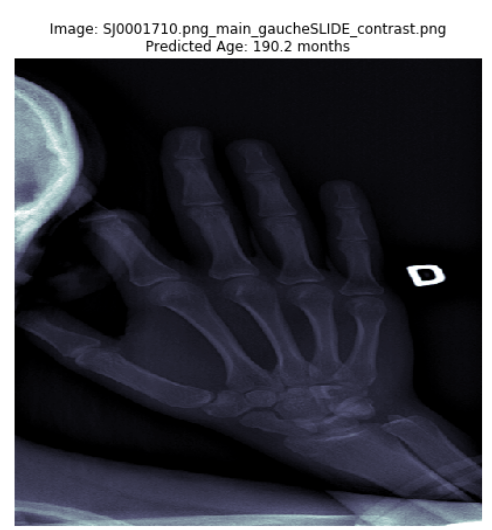 Image: SJ0001710.png_main_gaucheSLIDE_contrast.png
Predicted Age: 190.2 months
D